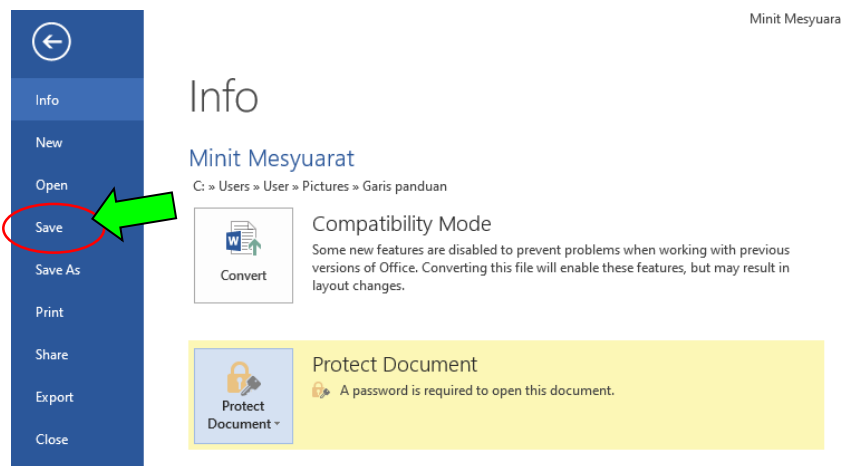 Minit Mesyuara
Info
New
Open
Save
Save As
Print
Share
Export
Close
Info
Minit Mesyuarat
C: » Users » User » Pictures » Garis panduan
Convert
Compatibility Mode
Some new features are disabled to prevent problems when working with previous
versions of Office. Converting this file will enable these features, but may result in
layout changes.
Protect
Document
Protect Document
A password is required to open this document.